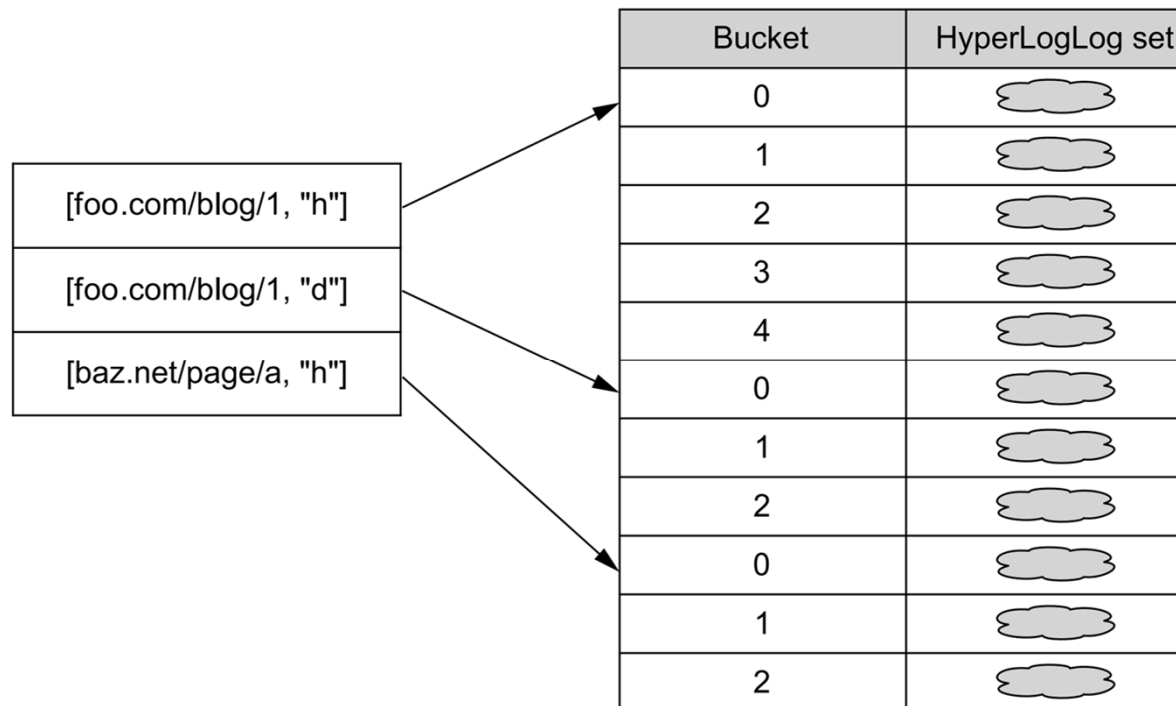 [foo.com/blog/1, "h"]
[foo.com/blog/1, "d"]
[baz.net/page/a, "h"]
Bucket HyperLogLog set
0
1
2
3
4
0
1
2
0
1
2